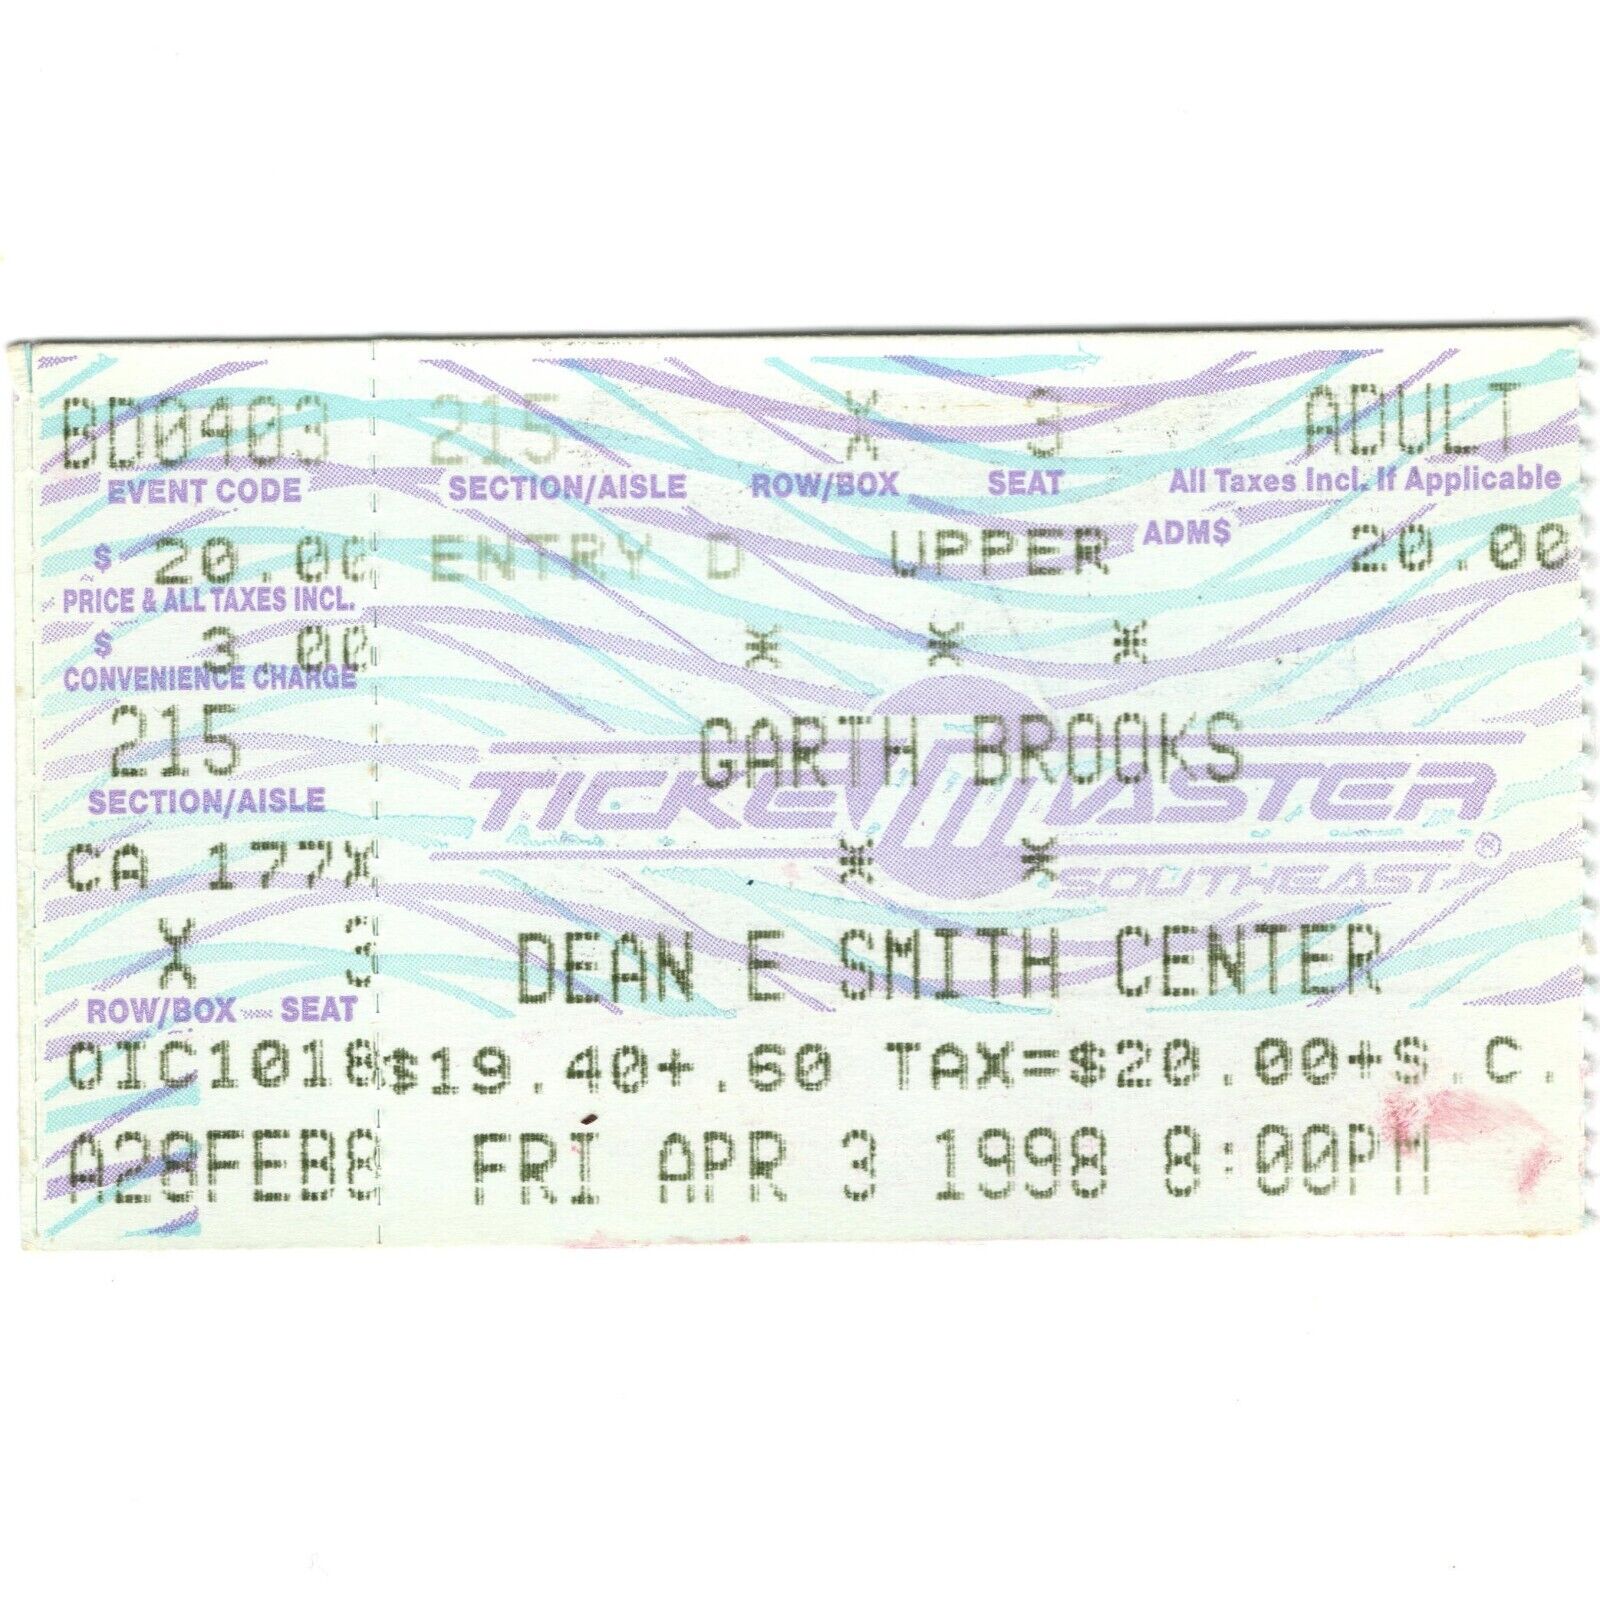 BD0403 215 X 3 ADULT
EVENT CODE SECTION/AISLE ROW/BOX SEAT All Taxes Incl. If Applicable
$ 20.00 ENTRY D UPPER ADM$ 20.00
PRICE & ALL TAXES INCL.
$ 3.00 * * *
CONVENIENCE CHARGE
215 GARTH BROOKS
SECTION/AISLE TICKETMASTER ®
CA 177X * * SOUTHEAST
X 3 DEAN E SMITH CENTER
ROW/BOX SEAT
OIC1018 $19.40+.60 TAX=$20.00+S.C.
A28FEB8 FRI APR 3 1998 8:00PM